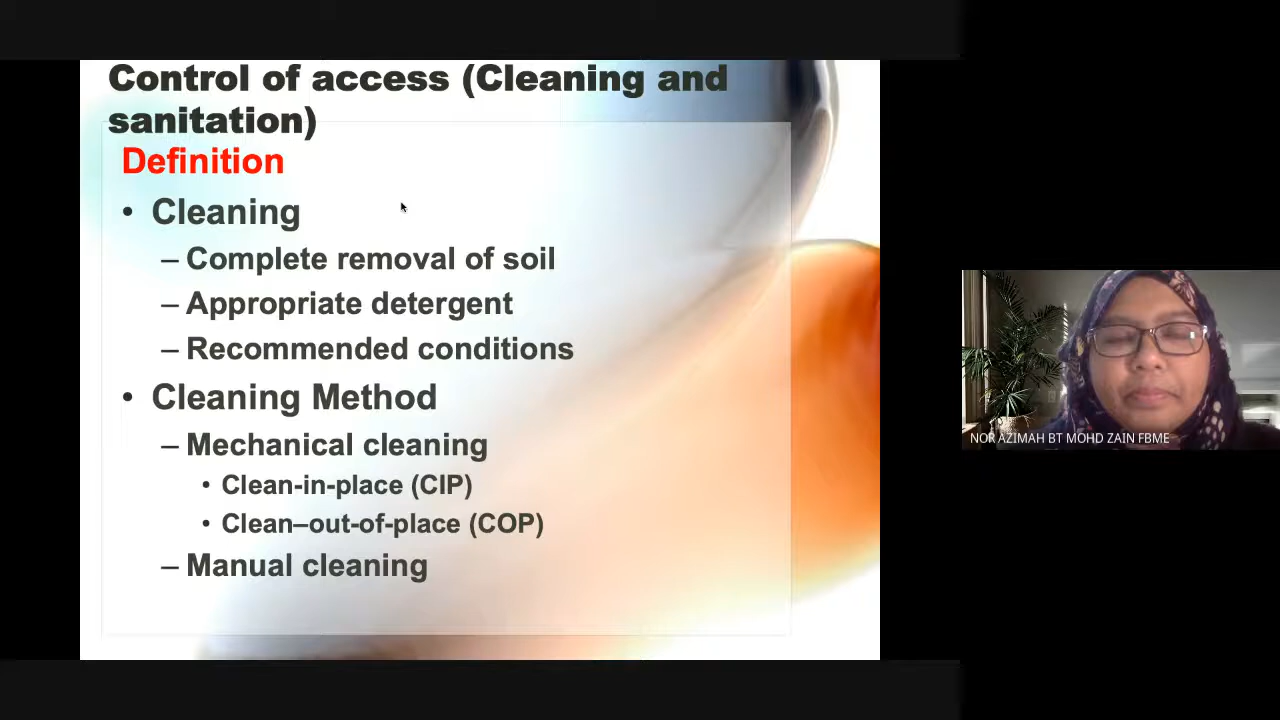 Control of access (Cleaning and
sanitation)
Definition
• Cleaning
– Complete removal of soil
– Appropriate detergent
– Recommended conditions
• Cleaning Method
– Mechanical cleaning
• Clean-in-place (CIP)
• Clean–out-of-place (COP)
– Manual cleaning
NOR AZIMAH BT MOHD ZAIN FBME